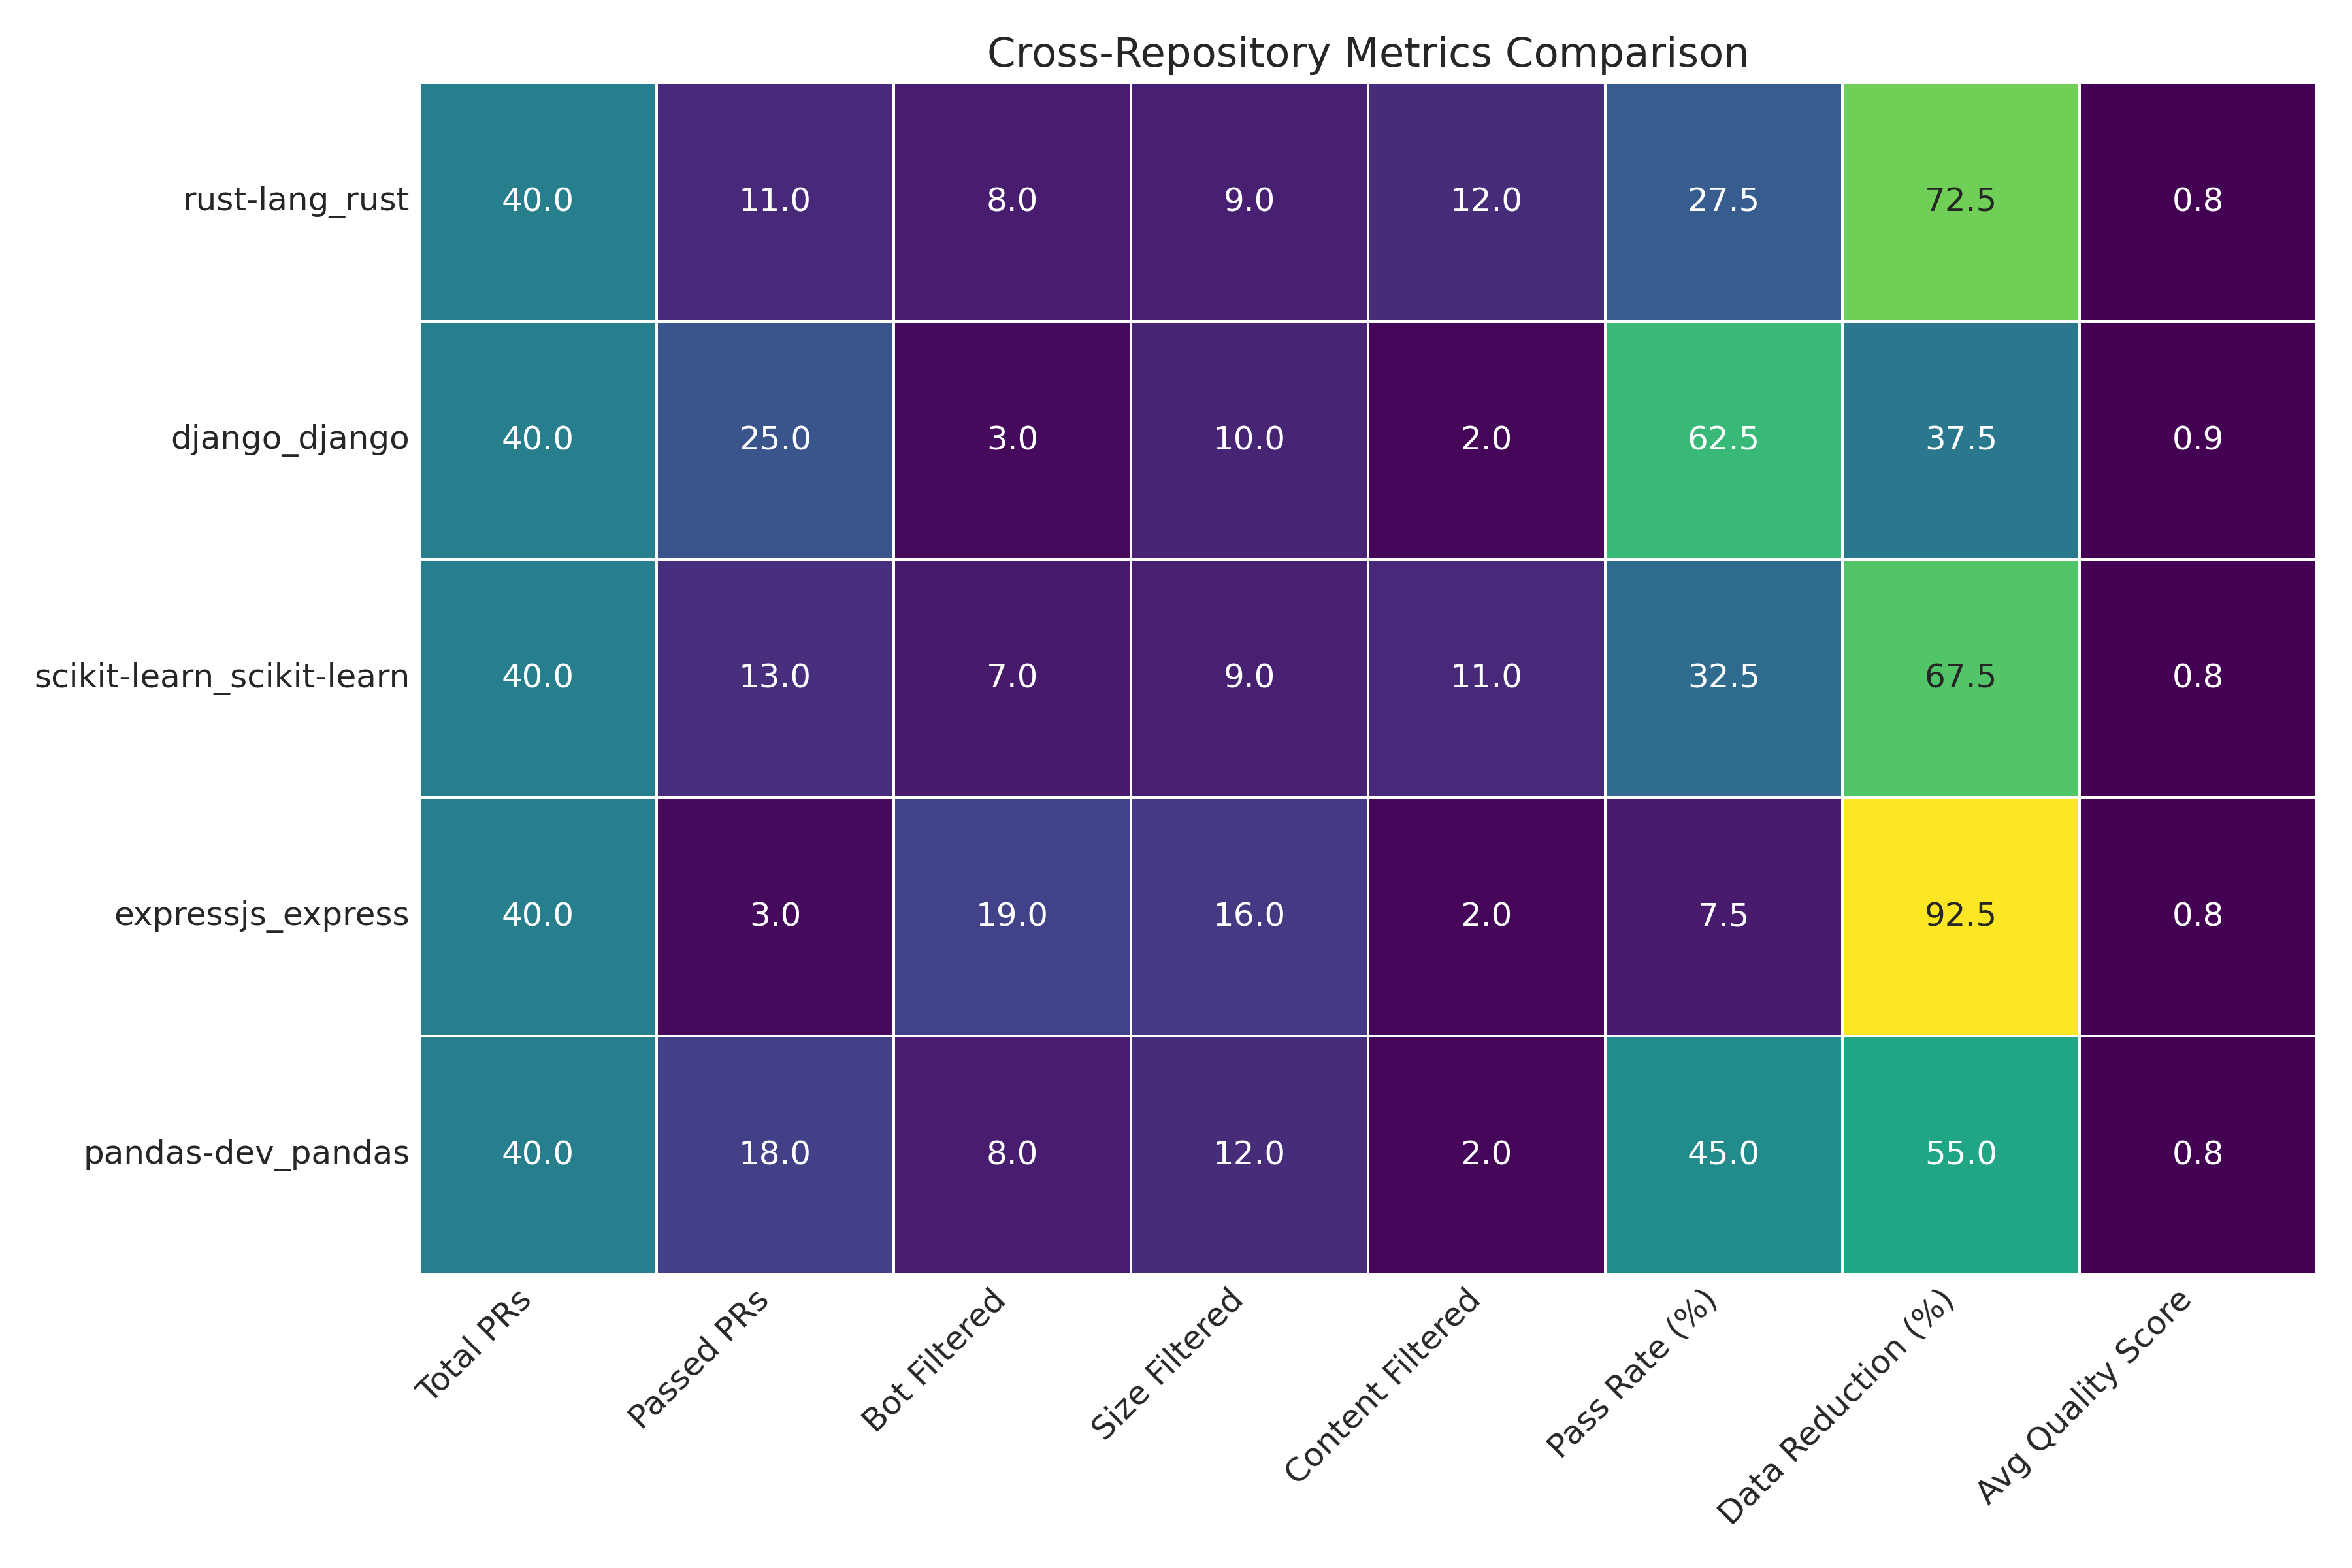 Cross-Repository Metrics Comparison
rust-lang_rust 40.0 11.0 8.0 9.0 12.0 27.5 72.5 0.8
django_django 40.0 25.0 3.0 10.0 2.0 62.5 37.5 0.9
scikit-learn_scikit-learn 40.0 13.0 7.0 9.0 11.0 32.5 67.5 0.8
expressjs_express 40.0 3.0 19.0 16.0 2.0 7.5 92.5 0.8
pandas-dev_pandas 40.0 18.0 8.0 12.0 2.0 45.0 55.0 0.8
Total PRs
Passed PRs
Bot Filtered
Size Filtered
Content Filtered
Pass Rate (%)
Data Reduction (%)
Avg Quality Score